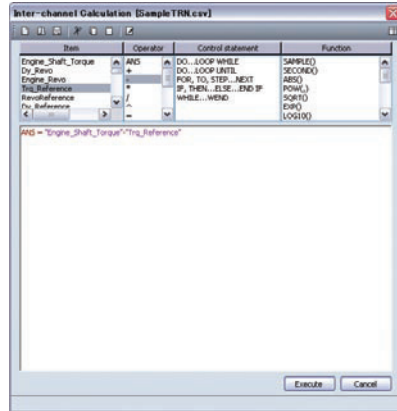 Inter-channel Calculation [SampleTRN.csv]
Item Operator Control statement Function
Engine_Shaft_Torque ANS DO...LOOP WHILE SAMPLE()
Dy_Revo + DO...LOOP UNTIL SECOND()
Engine_Revo - FOR, TO, STEP...NEXT ABS()
Trq_Reference * IF, THEN...ELSE...END IF POW(,)
RevoReference / WHILE...WEND SQRT()
Dy_Reference ^ EXP()
= LOG10()
ANS = "Engine_Shaft_Torque"-"Trq_Reference"
Execute Cancel